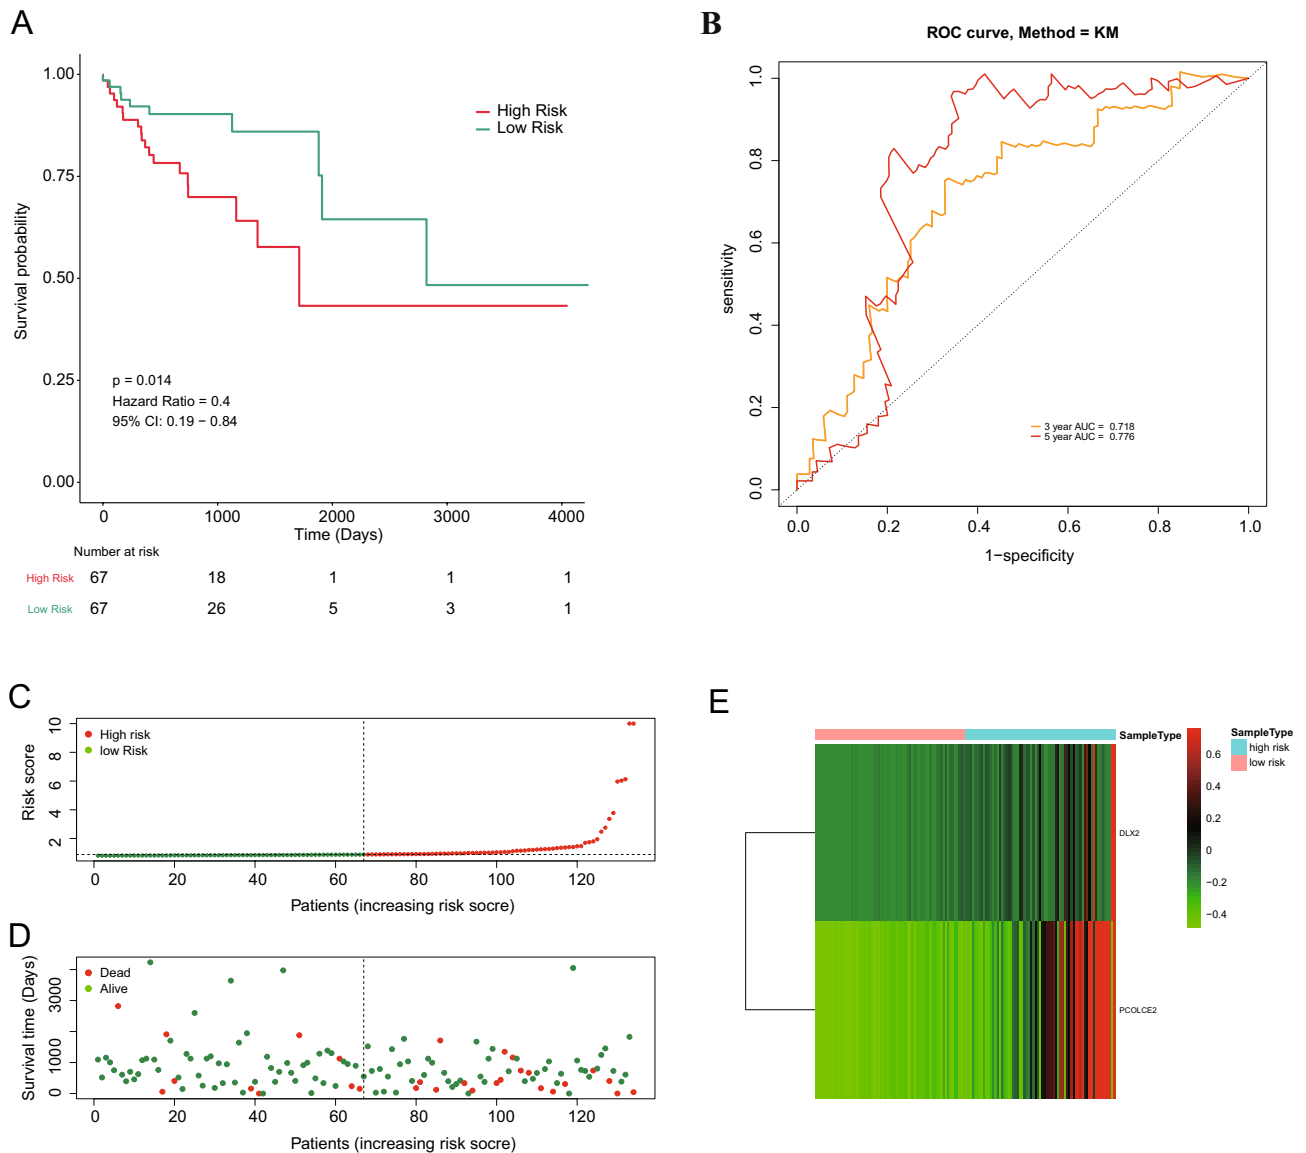 A
1.00
0.75
0.50
0.25
0.00
Survival probability
High Risk
Low Risk
p = 0.014
Hazard Ratio = 0.4
95% CI: 0.19 − 0.84
0 1000 2000 3000 4000
Time (Days)
Number at risk
High Risk 67 18 1 1 1
Low Risk 67 26 5 3 1
B
ROC curve, Method = KM
1.0
0.8
0.6
0.4
0.2
0.0
sensitivity
3 year AUC = 0.718
5 year AUC = 0.776
0.0 0.2 0.4 0.6 0.8 1.0
1−specificity
C
10
8
6
4
2
Risk score
High risk
low Risk
0 20 40 60 80 100 120
Patients (increasing risk socre)
D
3000
1000
0
Survival time (Days)
Dead
Alive
0 20 40 60 80 100 120
Patients (increasing risk socre)
E
SampleType
DLX2
PCOLCE2
0.6
0.4
0.2
0
−0.2
−0.4
SampleType
high risk
low risk